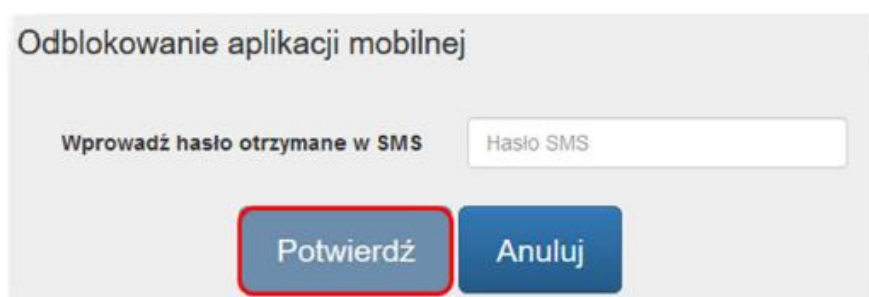 Odblokowanie aplikacji mobilnej
Wprowadź hasło otrzymane w SMS
Hasło SMS
Potwierdź
Anuluj